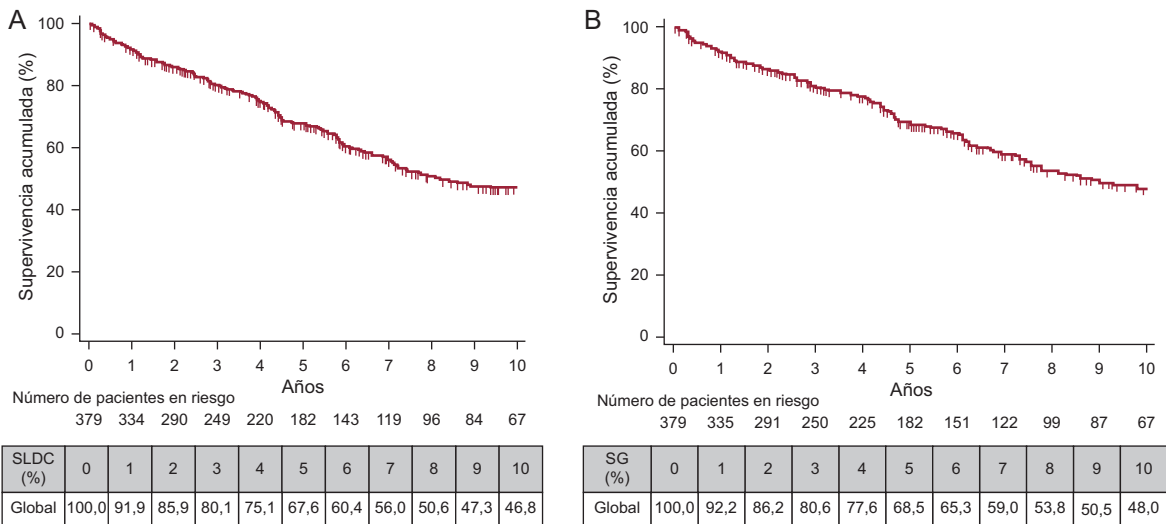 A
Supervivencia acumulada (%)
100
80
60
40
20
0
0 1 2 3 4 5 6 7 8 9 10
Años
Número de pacientes en riesgo
379 334 290 249 220 182 143 119 96 84 67
SLDC (%) 0 1 2 3 4 5 6 7 8 9 10
Global 100,0 91,9 85,9 80,1 75,1 67,6 60,4 56,0 50,6 47,3 46,8
B
Supervivencia acumulada (%)
100
80
60
40
20
0
0 1 2 3 4 5 6 7 8 9 10
Años
Número de pacientes en riesgo
379 335 291 250 225 182 151 122 99 87 67
SG (%) 0 1 2 3 4 5 6 7 8 9 10
Global 100,0 92,2 86,2 80,6 77,6 68,5 65,3 59,0 53,8 50,5 48,0